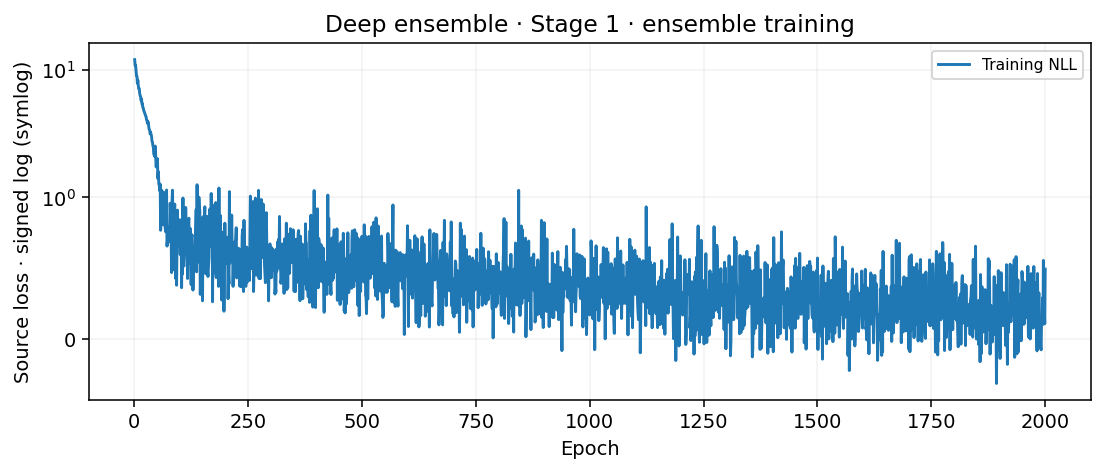 Deep ensemble · Stage 1 · ensemble training
Source loss · signed log (symlog)
10¹
10⁰
0
Training NLL
0 250 500 750 1000 1250 1500 1750 2000
Epoch